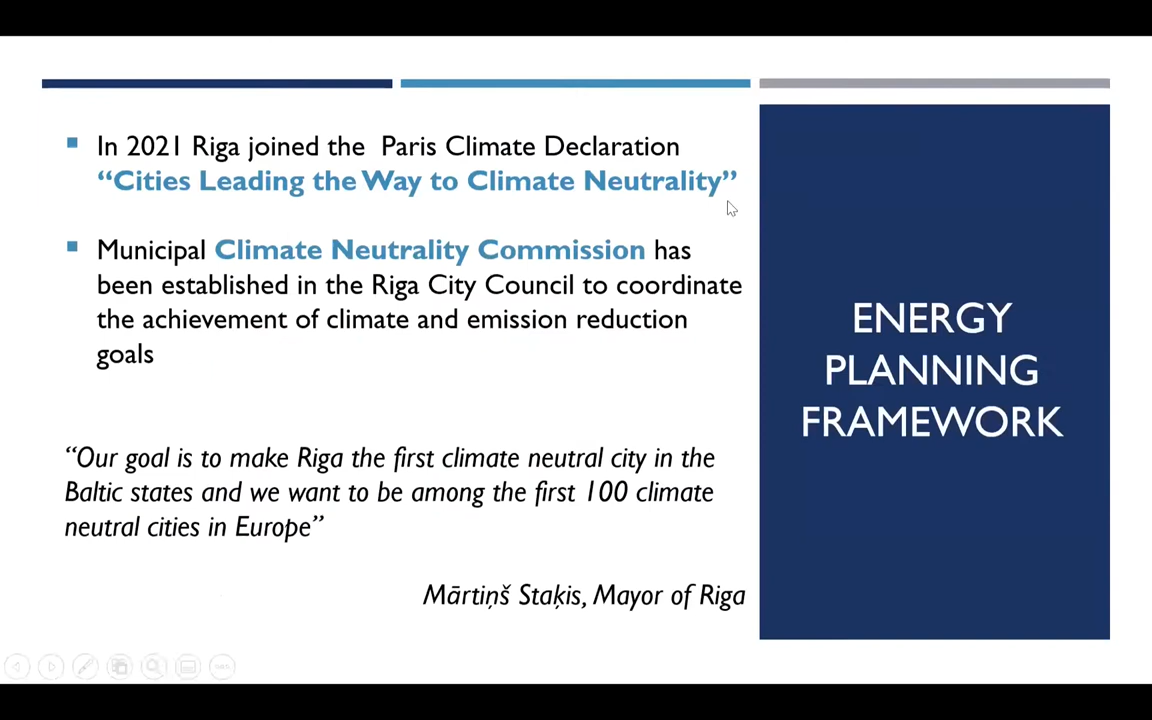 In 2021 Riga joined the Paris Climate Declaration
“Cities Leading the Way to Climate Neutrality”
Municipal Climate Neutrality Commission has
been established in the Riga City Council to coordinate
the achievement of climate and emission reduction
goals
“Our goal is to make Riga the first climate neutral city in the
Baltic states and we want to be among the first 100 climate
neutral cities in Europe”
Mārtiņš Staķis, Mayor of Riga
ENERGY
PLANNING
FRAMEWORK